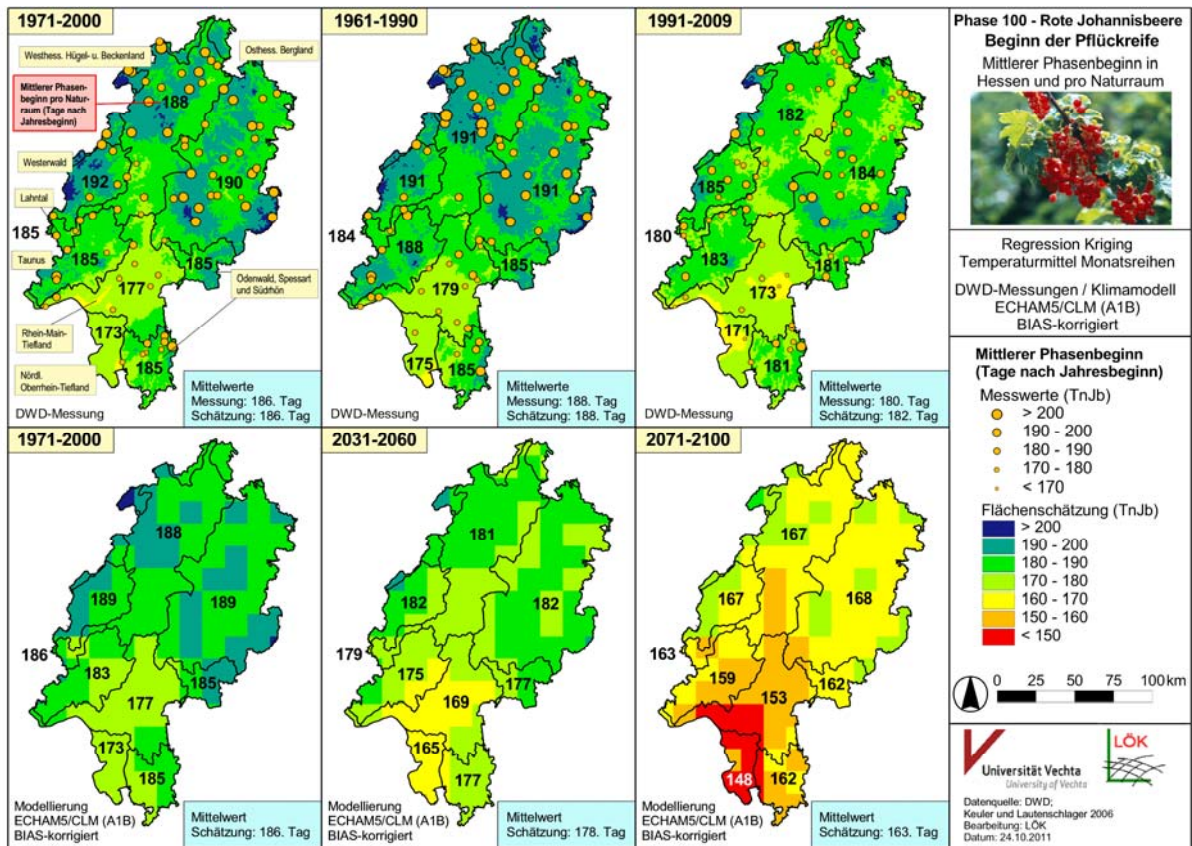 1971-2000
Westhess. Hügel- u. Beckenland
Osthess. Bergland
Mittlerer Phasen-
beginn pro Natur-
raum (Tage nach
Jahresbeginn)
188
Westerwald
192
190
Lahntal
185
Taunus
185
185
177
Odenwald, Spessart
und Südrhön
Rhein-Main-
Tiefland
173
Nördl.
Oberrhein-Tiefland
185
DWD-Messung
Mittelwerte
Messung: 186. Tag
Schätzung: 186. Tag
1961-1990
191
191
191
184
188
185
179
175
185
DWD-Messung
Mittelwerte
Messung: 188. Tag
Schätzung: 188. Tag
1991-2009
182
185
184
180
183
181
173
171
181
Mittelwerte
Messung: 180. Tag
Schätzung: 182. Tag
1971-2000
188
189
189
186
183
185
177
173
185
Modellierung
ECHAM5/CLM (A1B)
BIAS-korrigiert
Mittelwert
Schätzung: 186. Tag
2031-2060
181
182
182
179
175
177
169
165
177
Modellierung
ECHAM5/CLM (A1B)
BIAS-korrigiert
Mittelwert
Schätzung: 178. Tag
2071-2100
167
167
168
163
159
162
153
148
162
Modellierung
ECHAM5/CLM (A1B)
BIAS-korrigiert
Mittelwert
Schätzung: 163. Tag
Phase 100 - Rote Johannisbeere
Beginn der Pflückreife
Mittlerer Phasenbeginn in
Hessen und pro Naturraum
Regression Kriging
Temperaturmittel Monatsreihen
DWD-Messungen / Klimamodell
ECHAM5/CLM (A1B)
BIAS-korrigiert
Mittlerer Phasenbeginn
(Tage nach Jahresbeginn)
Messwerte (TnJb)
> 200
190 - 200
180 - 190
170 - 180
< 170
Flächenschätzung (TnJb)
> 200
190 - 200
180 - 190
170 - 180
160 - 170
150 - 160
< 150
0 25 50 75 100 km
Universität Vechta
University of Vechta
LÖK
Datenquelle: DWD;
Keuler und Lautenschlager 2006
Bearbeitung: LÖK
Datum: 24.10.2011